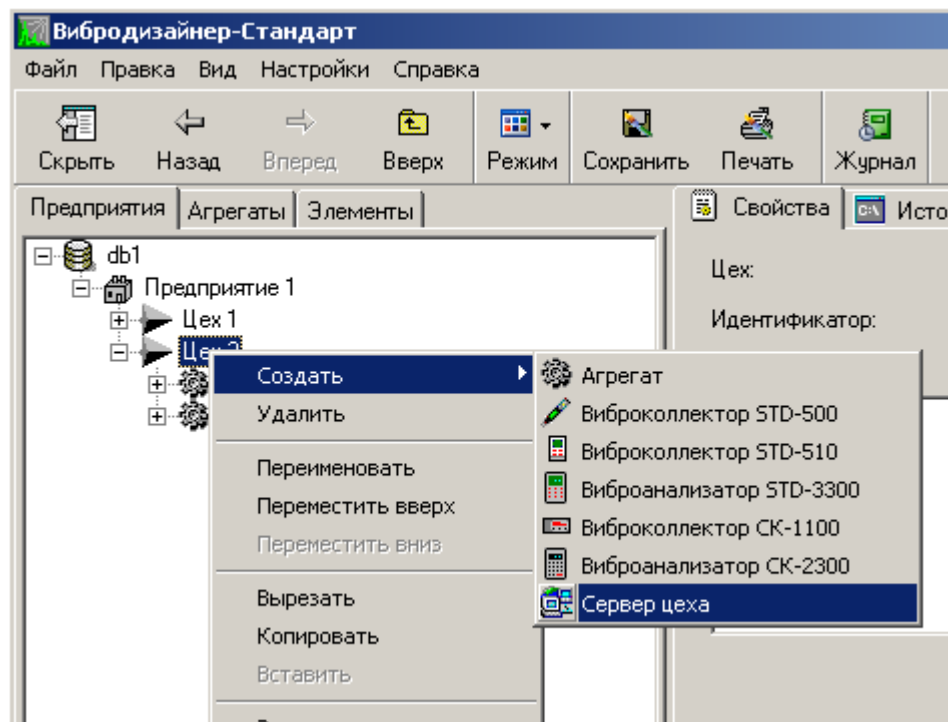 Вибродизайнер-Стандарт
Файл Правка Вид Настройки Справка
Скрыть Назад Вперед Вверх Режим Сохранить Печать Журнал
Предприятия Агрегаты Элементы Свойства Исто
db1
Предприятие 1
Цех 1
Цех:
Идентификатор:
Создать
Удалить
Переименовать
Переместить вверх
Переместить вниз
Вырезать
Копировать
Вставить
Агрегат
Виброколлектор STD-500
Виброколлектор STD-510
Виброанализатор STD-3300
Виброколлектор СК-1100
Виброанализатор СК-2300
Сервер цеха